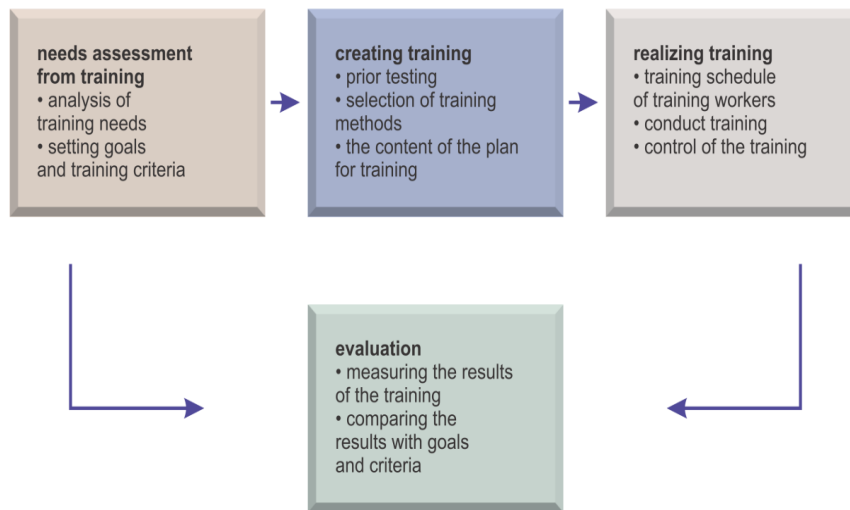 needs assessment
from training
• analysis of
training needs
• setting goals
and training criteria
creating training
• prior testing
• selection of training
methods
• the content of the plan
for training
realizing training
• training schedule
of training workers
• conduct training
• control of the training
evaluation
• measuring the results
of the training
• comparing the
results with goals
and criteria